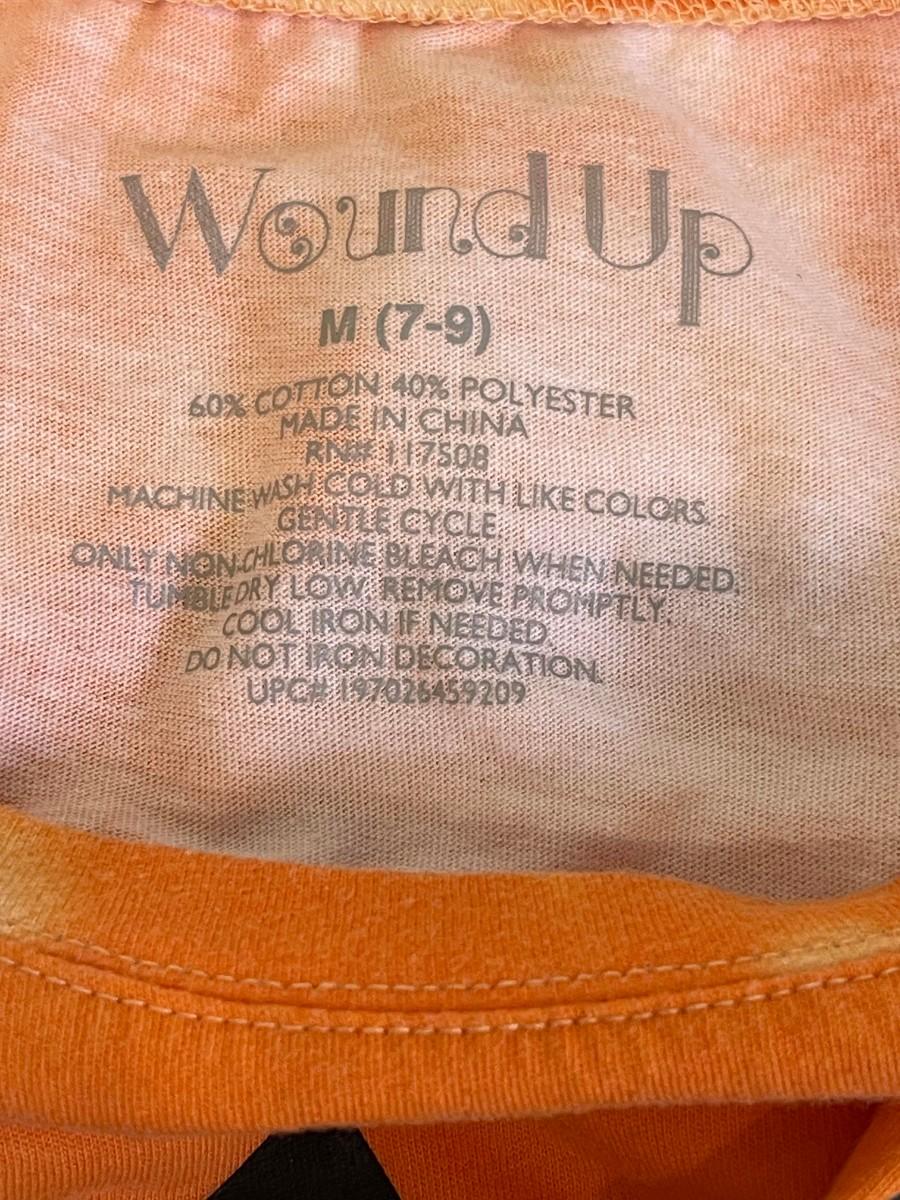 Wound Up
M (7-9)
60% COTTON 40% POLYESTER
MADE IN CHINA
RN# 117508
MACHINE WASH COLD WITH LIKE COLORS.
GENTLE CYCLE.
ONLY NON-CHLORINE BLEACH WHEN NEEDED.
TUMBLE DRY LOW. REMOVE PROMPTLY.
COOL IRON IF NEEDED
DO NOT IRON DECORATION.
UPC# 197026459209